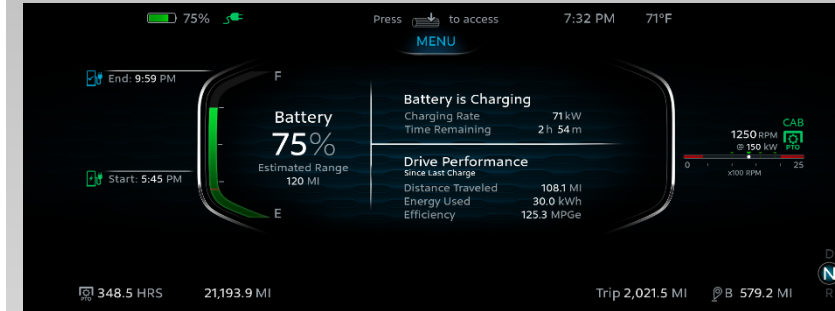 75%
Press to access
7:32 PM
71°F
MENU
End: 9:59 PM
F
Battery
75%
Estimated Range
120 MI
Start: 5:45 PM
E
Battery is Charging
Charging Rate 71 kW
Time Remaining 2 h 54 m
Drive Performance
Since Last Charge
Distance Traveled 108.1 MI
Energy Used 30.0 kWh
Efficiency 125.3 MPGe
CAB
1250 RPM
@ 150 kW
PTO
0 25
x100 RPM
D
N
R
PTO
348.5 HRS
21,193.9 MI
Trip 2,021.5 MI
B 579.2 MI